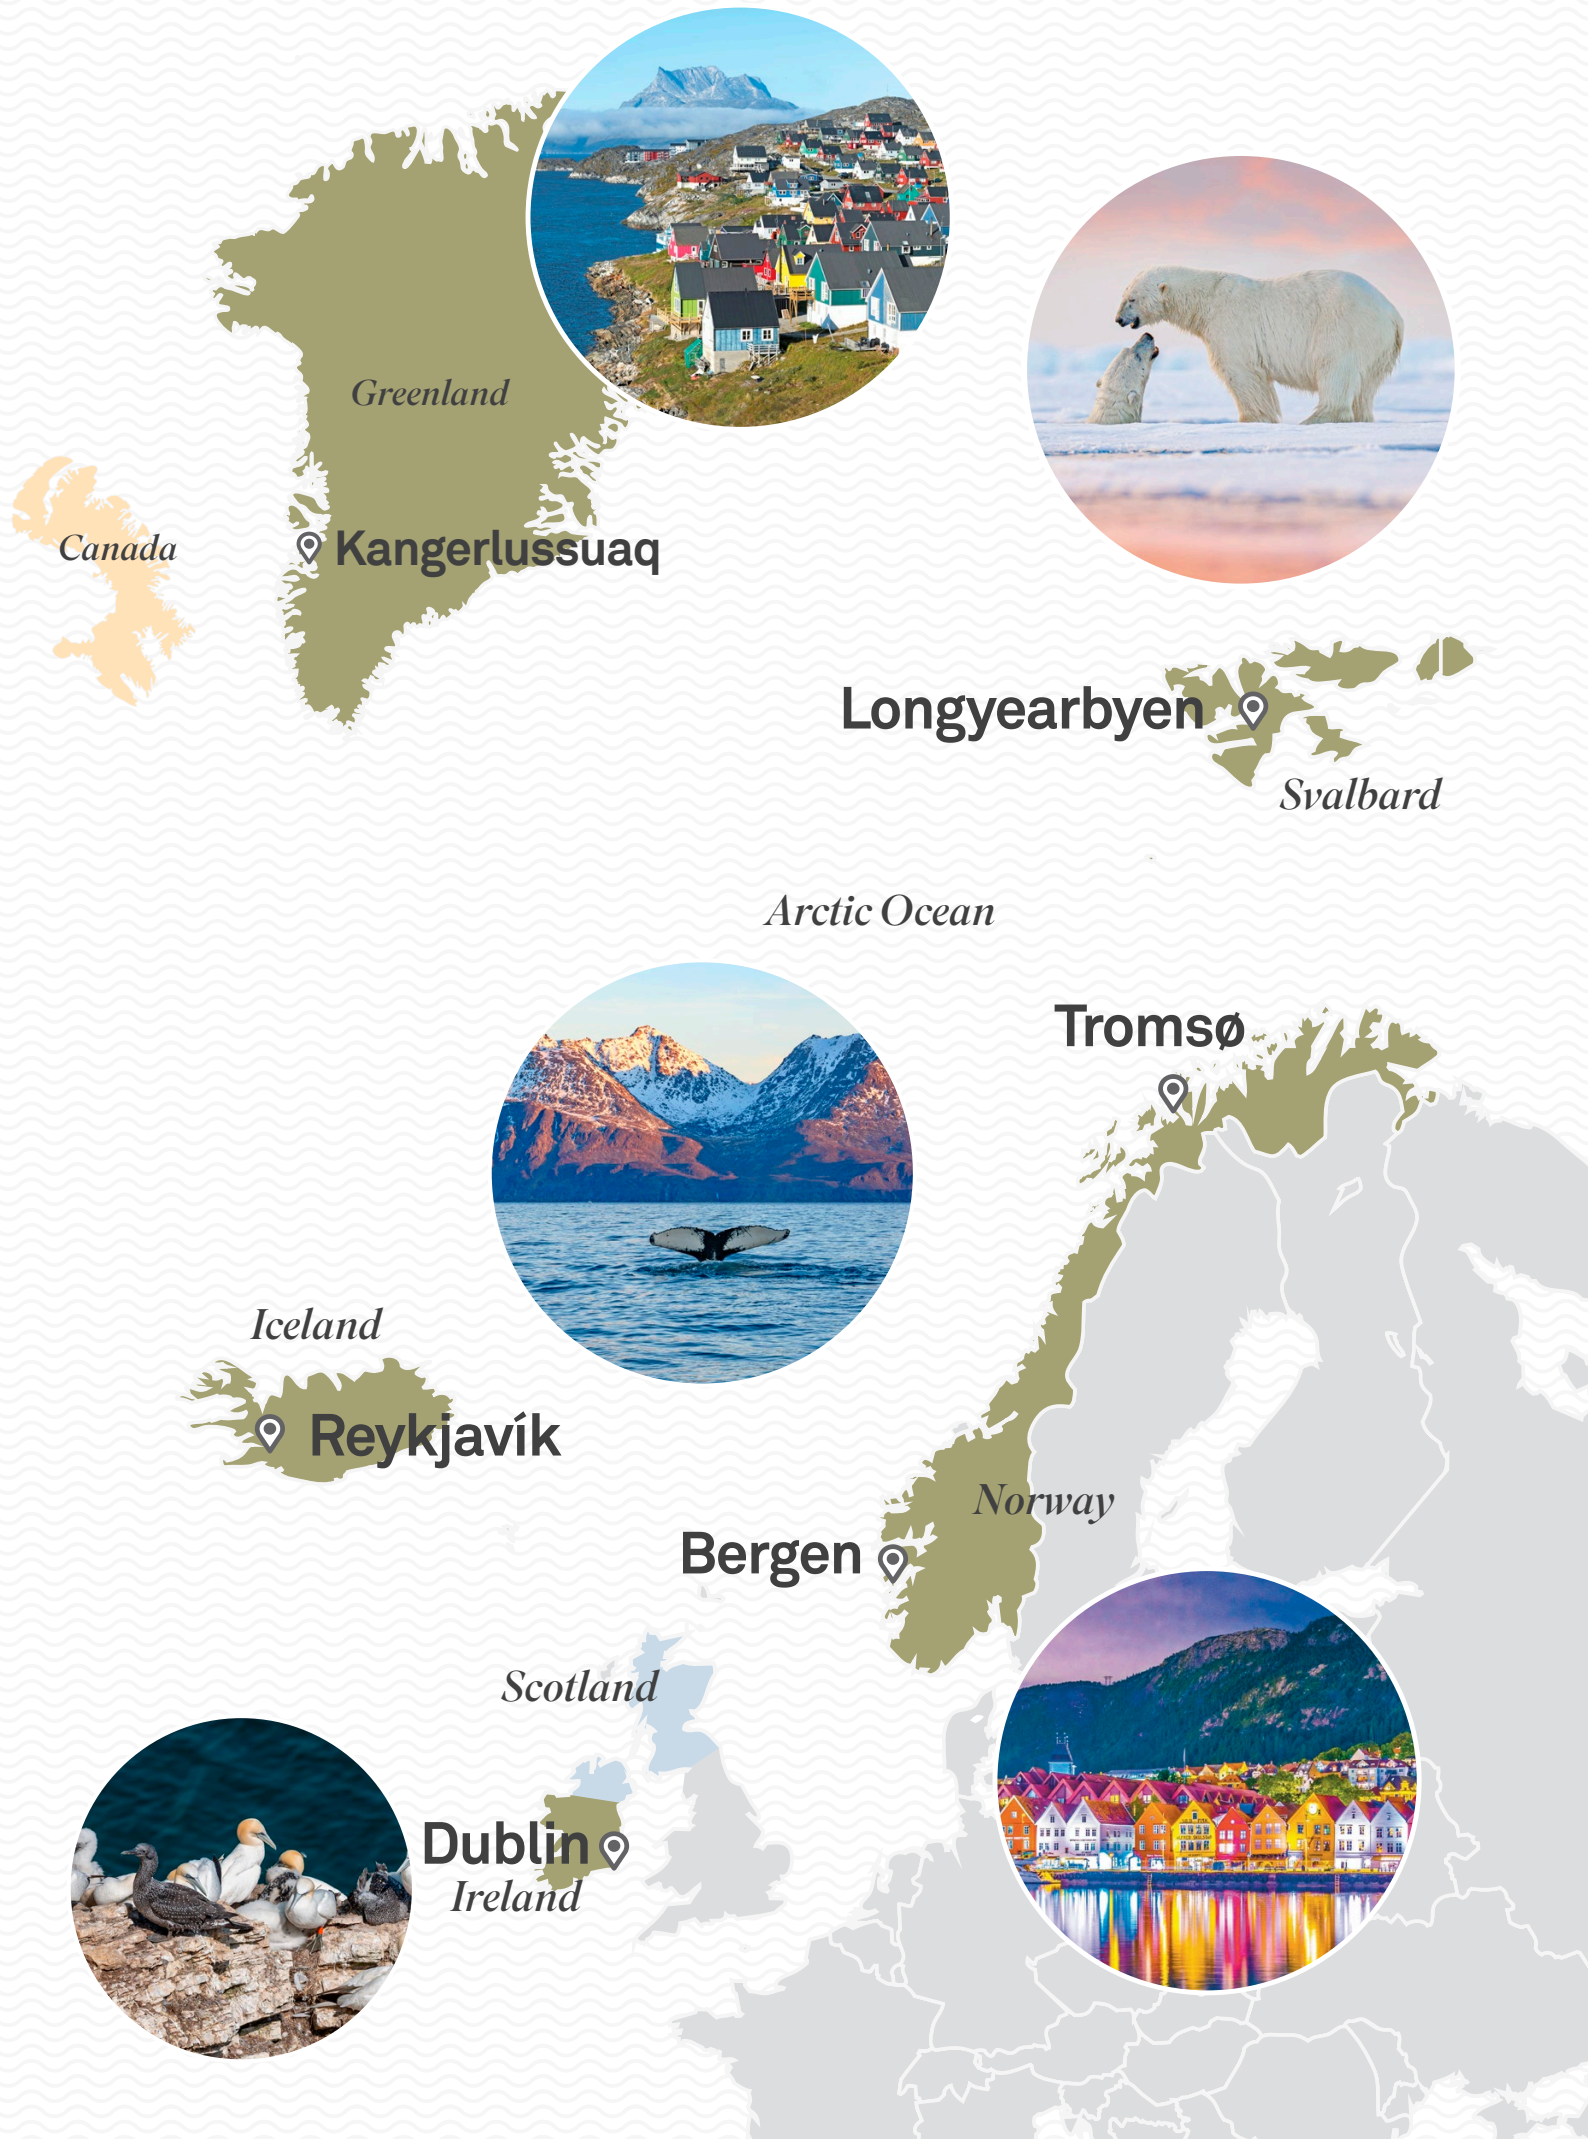 Greenland
Canada
Kangerlussuaq
Longyearbyen
Svalbard
Arctic Ocean
Tromsø
Iceland
Reykjavík
Norway
Bergen
Scotland
Dublin
Ireland